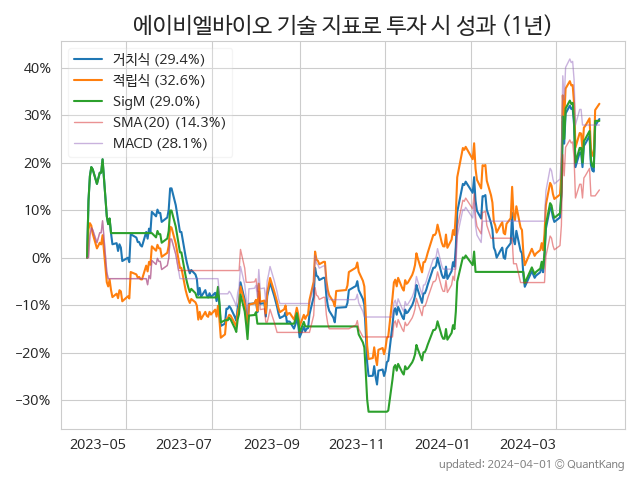 에이비엘바이오 기술 지표로 투자 시 성과 (1년)
거치식 (29.4%)
적립식 (32.6%)
SigM (29.0%)
SMA(20) (14.3%)
MACD (28.1%)
40%
30%
20%
10%
0%
−10%
−20%
−30%
2023-05 2023-07 2023-09 2023-11 2024-01 2024-03
updated: 2024-04-01 © QuantKang